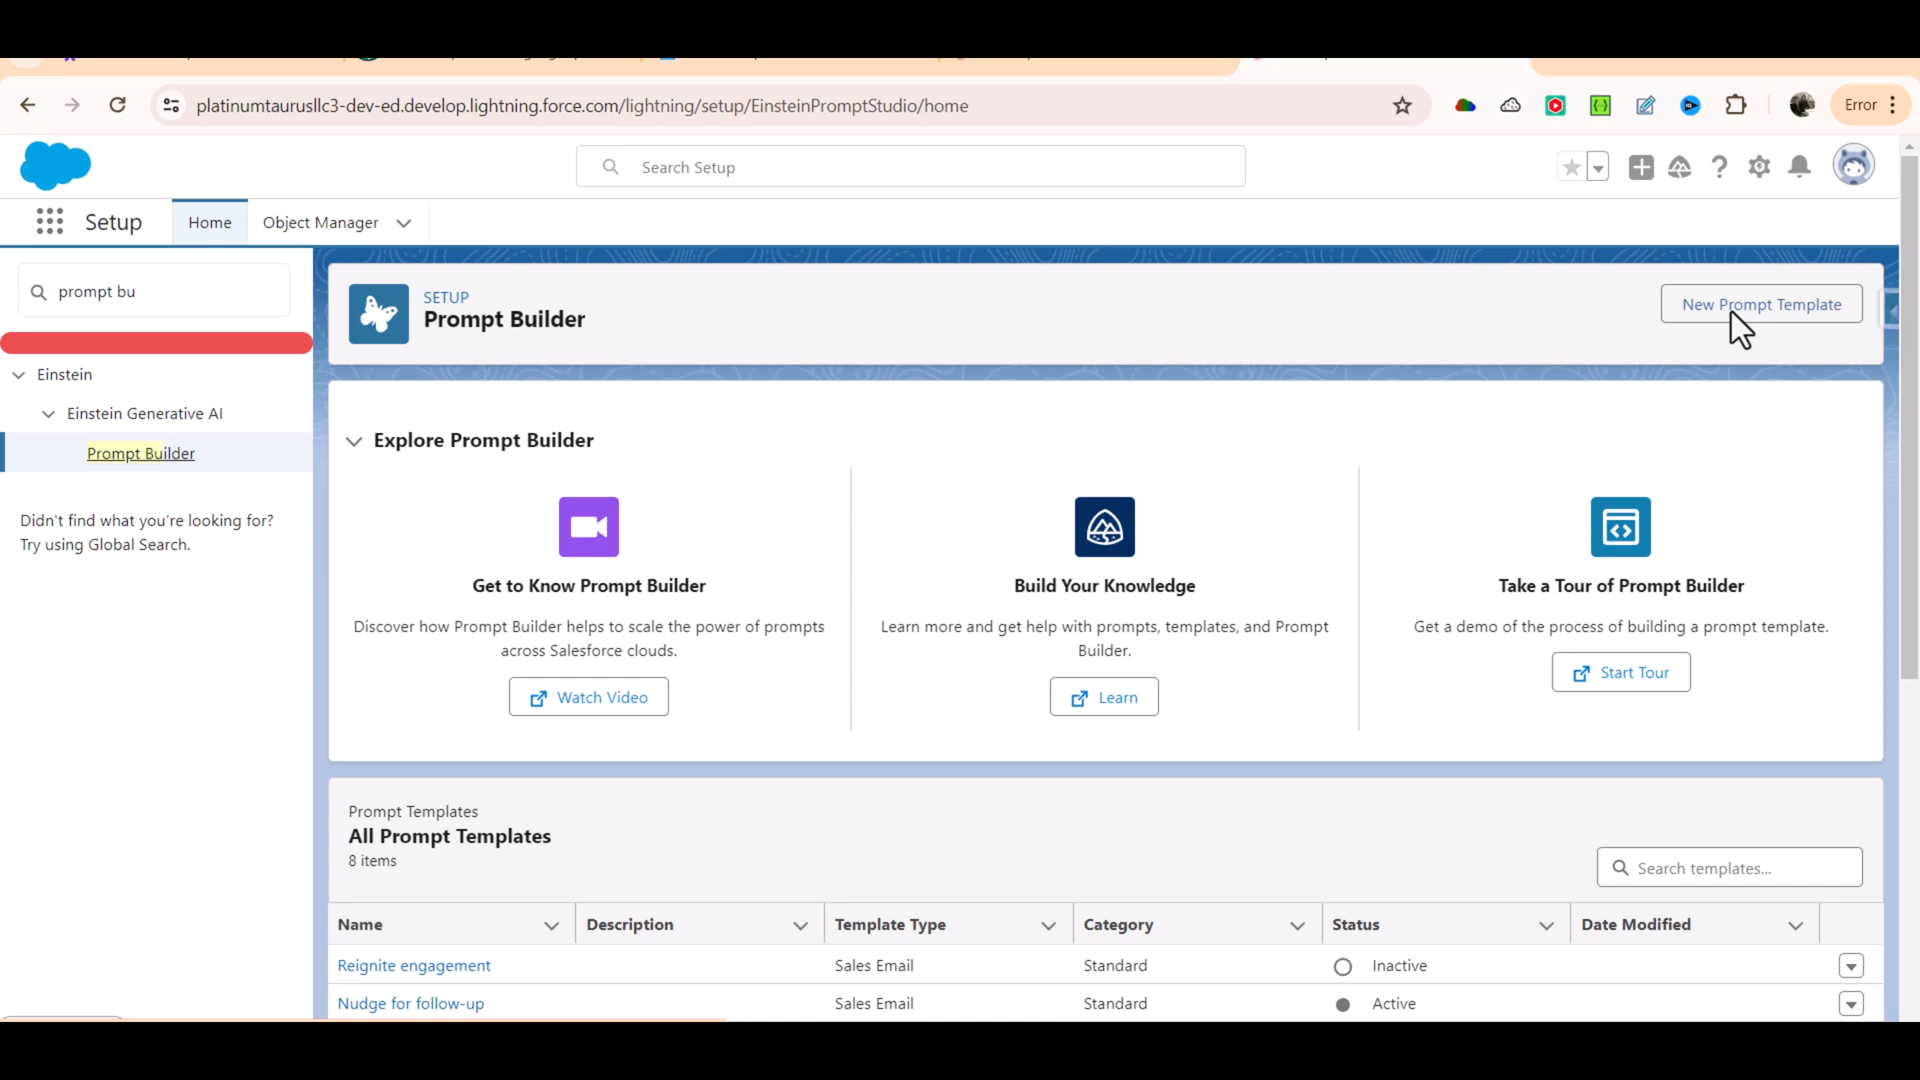 platinumtaurusllc3-dev-ed.develop.lightning.force.com/lightning/setup/EinsteinPromptStudio/home
Error
Search Setup
Setup
Home
Object Manager
prompt bu
SETUP
Prompt Builder
New Prompt Template
Einstein
Einstein Generative AI
Prompt Builder
Didn't find what you're looking for?
Try using Global Search.
Explore Prompt Builder
Get to Know Prompt Builder
Discover how Prompt Builder helps to scale the power of prompts
across Salesforce clouds.
Watch Video
Build Your Knowledge
Learn more and get help with prompts, templates, and Prompt
Builder.
Learn
Take a Tour of Prompt Builder
Get a demo of the process of building a prompt template.
Start Tour
Prompt Templates
All Prompt Templates
8 items
Search templates...
Name Description Template Type Category Status Date Modified
Reignite engagement Sales Email Standard Inactive
Nudge for follow-up Sales Email Standard Active